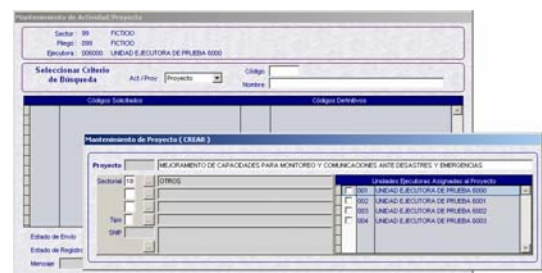 Mantenimiento de Actividad/Proyecto
Sector 99 FICTICIO
Pliego 099 FICTICIO
Ejecutora 006000 UNIDAD EJECUTORA DE PRUEBA 6000
Seleccionar Criterio de Búsqueda
Act / Proy Proyecto
Código
Nombre
Códigos Solicitados Códigos Definitivos
Mantenimiento de Proyecto ( CREAR )
Proyecto MEJORAMIENTO DE CAPACIDADES PARA MONITOREO Y COMUNICACIONES ANTE DESASTRES Y EMERGENCIAS
Sectorial 18 OTROS
Unidades Ejecutoras Asignadas al Proyecto
001 UNIDAD EJECUTORA DE PRUEBA 6000
002 UNIDAD EJECUTORA DE PRUEBA 6001
003 UNIDAD EJECUTORA DE PRUEBA 6002
004 UNIDAD EJECUTORA DE PRUEBA 6003
Tipo
SNIP
Estado de Envío
Estado de Registro
Mensaje